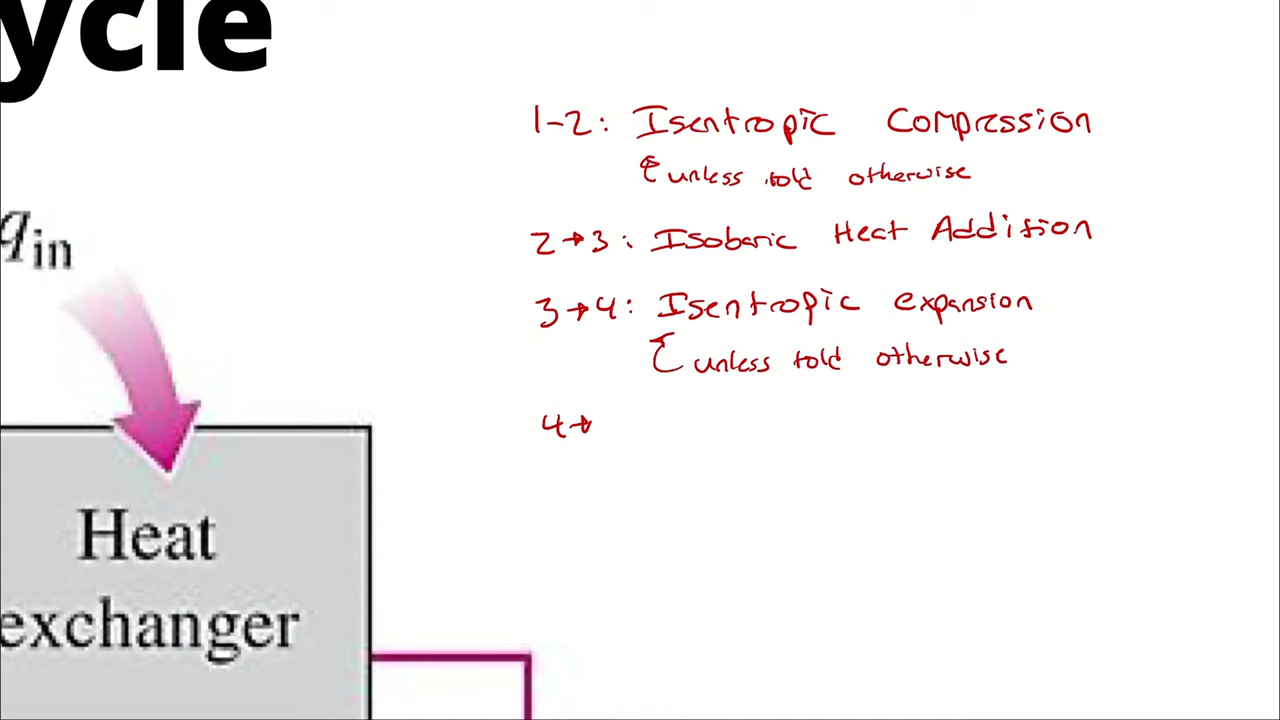 ycle
1-2: Isentropic Compression
unless told otherwise
qin
2→3: Isobaric Heat Addition
3→4: Isentropic expansion
unless told otherwise
4→
Heat
exchanger